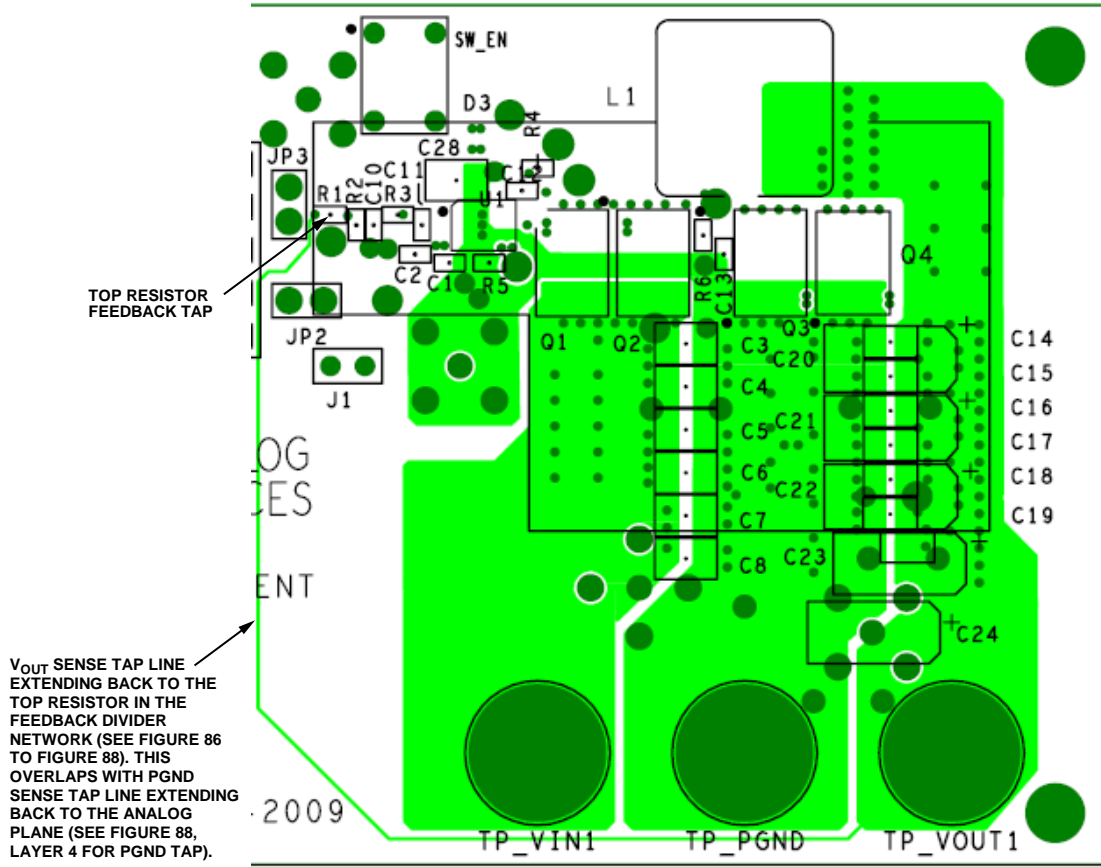 SW_EN
D3
R4
L1
C28
JP3
C11
R1
R2
C10
R3
U1
C2
C1
R5
R6
C13
Q4
TOP RESISTOR
FEEDBACK TAP
JP2
Q1
Q2
C3
Q3
C20
C14
C15
J1
C4
C16
C5
C21
C17
OG
C6
C22
C18
CES
C7
C19
C8
C23
ENT
C24
VOUT SENSE TAP LINE
EXTENDING BACK TO THE
TOP RESISTOR IN THE
FEEDBACK DIVIDER
NETWORK (SEE FIGURE 86
TO FIGURE 88). THIS
OVERLAPS WITH PGND
SENSE TAP LINE EXTENDING
BACK TO THE ANALOG
PLANE (SEE FIGURE 88,
LAYER 4 FOR PGND TAP).
2009
TP_VIN1
TP_PGND
TP_VOUT1